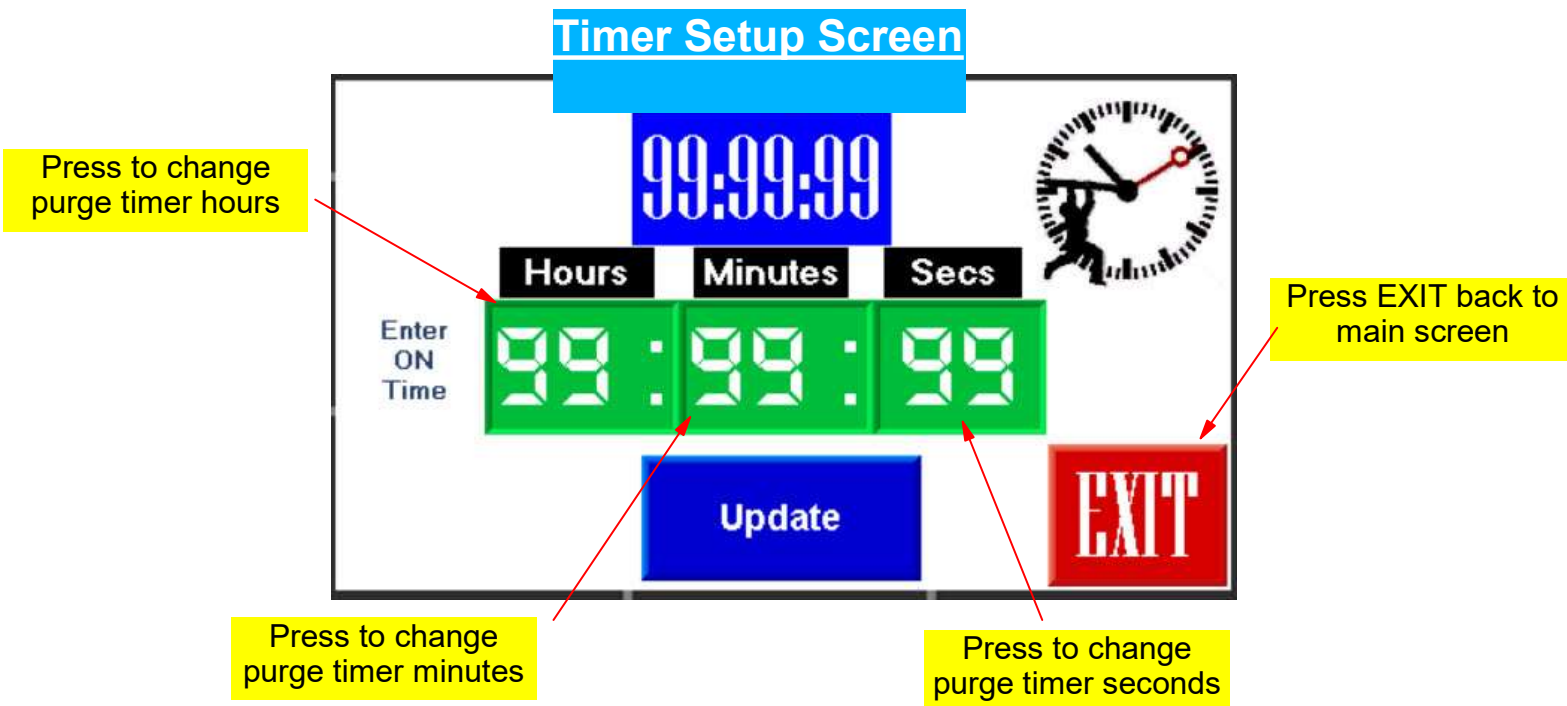 Timer Setup Screen
99:99:99
Press to change
purge timer hours
Hours Minutes Secs
Enter
ON
Time
99 : 99 : 99
Press EXIT back to
main screen
Update
EXIT
Press to change
purge timer minutes
Press to change
purge timer seconds